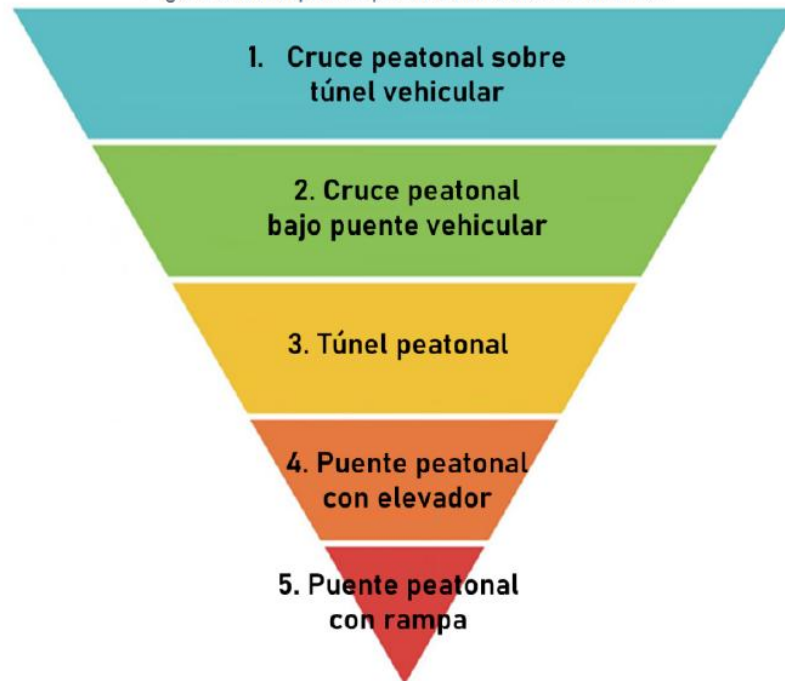 1. Cruce peatonal sobre
túnel vehicular
2. Cruce peatonal
bajo puente vehicular
3. Túnel peatonal
4. Puente peatonal
con elevador
5. Puente peatonal
con rampa